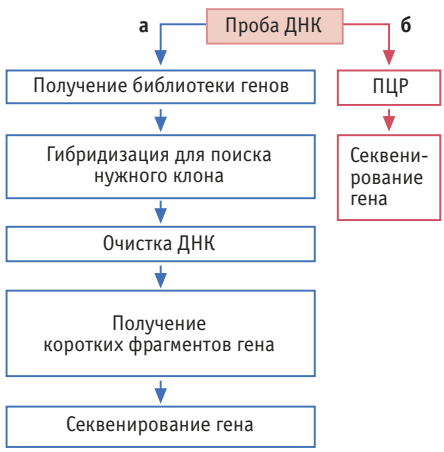 а
Проба ДНК
б
Получение библиотеки генов
ПЦР
Гибридизация для поиска
нужного клона
Секвени-
рование
гена
Очистка ДНК
Получение
коротких фрагментов гена
Секвенирование гена